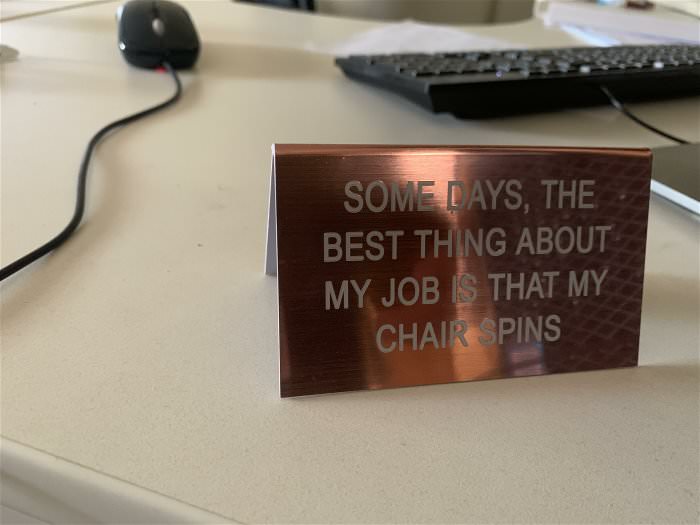 SOME DAYS, THE
BEST THING ABOUT
MY JOB IS THAT MY
CHAIR SPINS